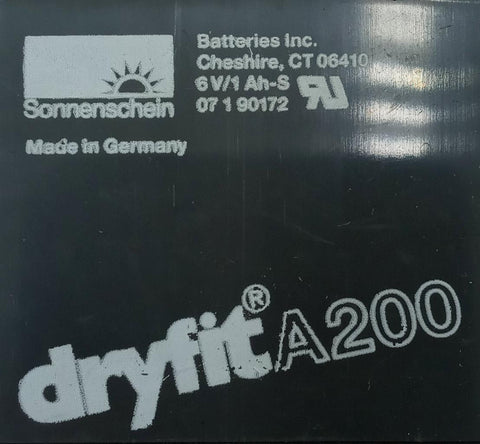 Sonnenschein
Made in Germany
Batteries Inc.
Cheshire, CT 06410
6 V/1 Ah-S
07 1 90172
dryfit® A200